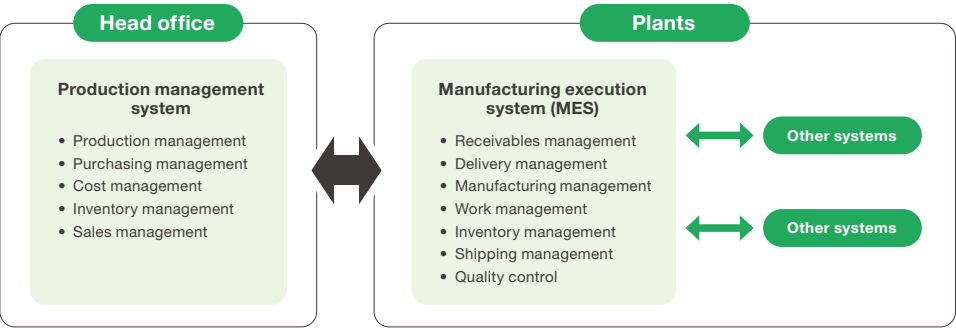 Head office
Production management
system
• Production management
• Purchasing management
• Cost management
• Inventory management
• Sales management
Plants
Manufacturing execution
system (MES)
• Receivables management
• Delivery management
• Manufacturing management
• Work management
• Inventory management
• Shipping management
• Quality control
Other systems
Other systems